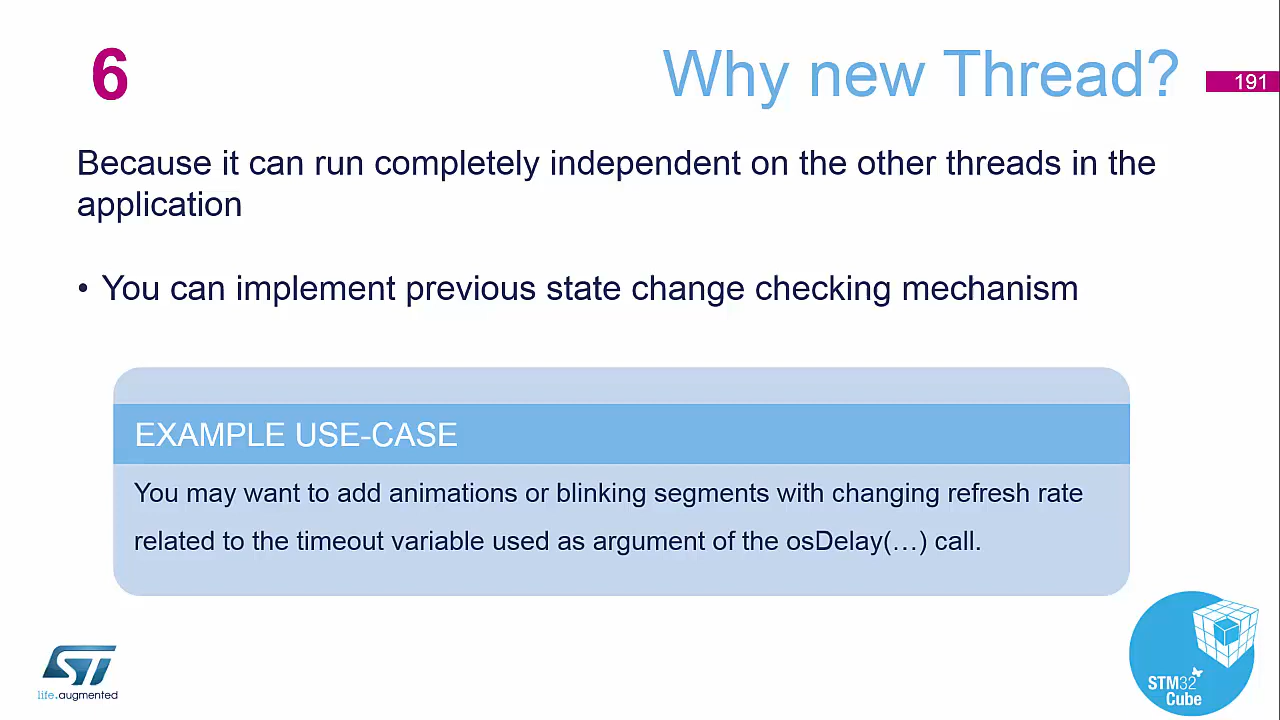 6
Why new Thread?
191
Because it can run completely independent on the other threads in the
application
• You can implement previous state change checking mechanism
EXAMPLE USE-CASE
You may want to add animations or blinking segments with changing refresh rate
related to the timeout variable used as argument of the osDelay(…) call.
ST
life.augmented
STM32
Cube